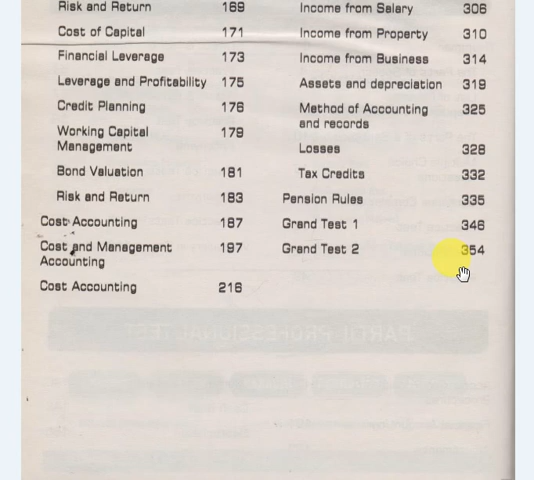 Risk and Return 169
Cost of Capital 171
Financial Leverage 173
Leverage and Profitability 175
Credit Planning 176
Working Capital 179
Management
Bond Valuation 181
Risk and Return 183
Cost Accounting 187
Cost and Management 197
Accounting
Cost Accounting 216
Income from Salary 306
Income from Property 310
Income from Business 314
Assets and depreciation 319
Method of Accounting 325
and records
Losses 328
Tax Credits 332
Pension Rules 335
Grand Test 1 346
Grand Test 2 354
PART-II PROFESSIONAL TEST